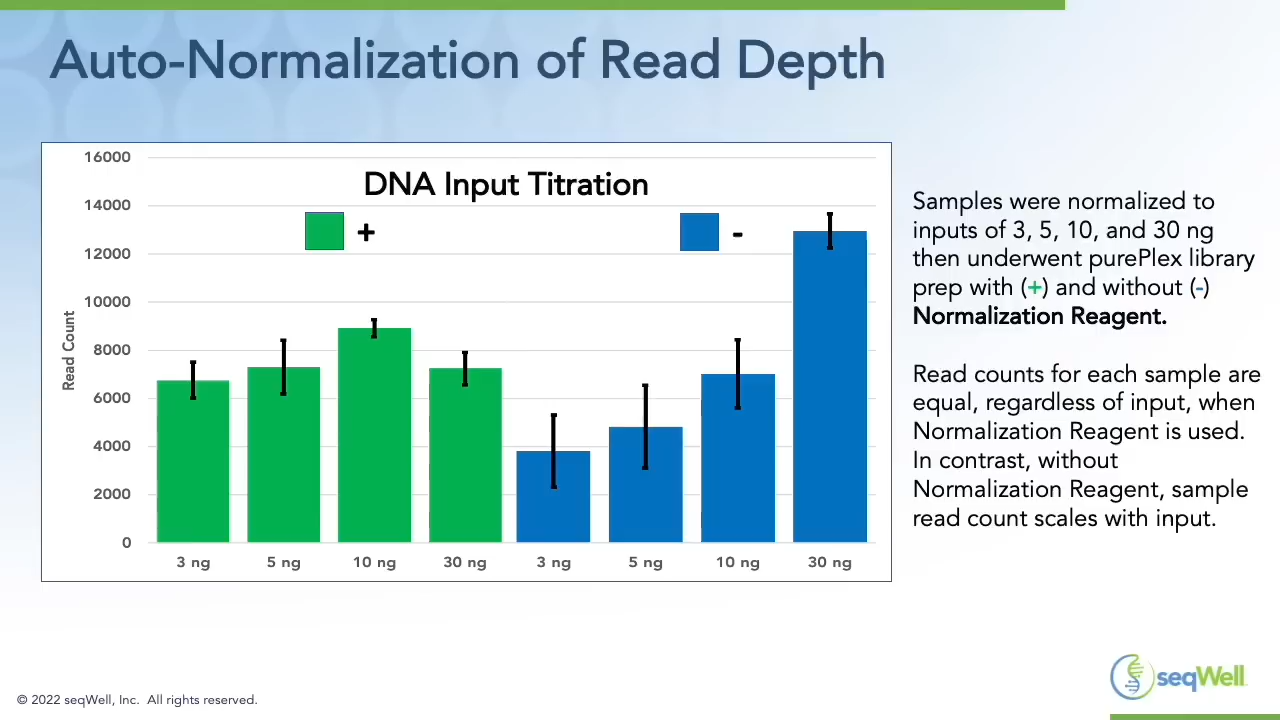 Auto-Normalization of Read Depth
DNA Input Titration
+
-
Read Count
16000
14000
12000
10000
8000
6000
4000
2000
0
3 ng 5 ng 10 ng 30 ng 3 ng 5 ng 10 ng 30 ng
Samples were normalized to
inputs of 3, 5, 10, and 30 ng
then underwent purePlex library
prep with (+) and without (-)
Normalization Reagent.
Read counts for each sample are
equal, regardless of input, when
Normalization Reagent is used.
In contrast, without
Normalization Reagent, sample
read count scales with input.
© 2022 seqWell, Inc. All rights reserved.
seqWell